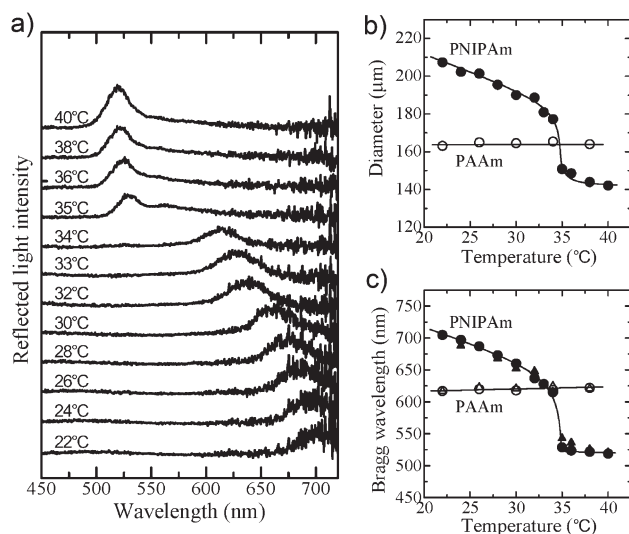 a)
40°C
38°C
36°C
35°C
34°C
33°C
32°C
30°C
28°C
26°C
24°C
22°C
Reflected light intensity
450 500 550 600 650 700
Wavelength (nm)
b)
PNIPAm
PAAm
220
200
180
160
140
120
Diameter (μm)
20 25 30 35 40
Temperature (℃)
c)
PNIPAm
PAAm
750
700
650
600
550
500
450
Bragg wavelength (nm)
20 25 30 35 40
Temperature (℃)